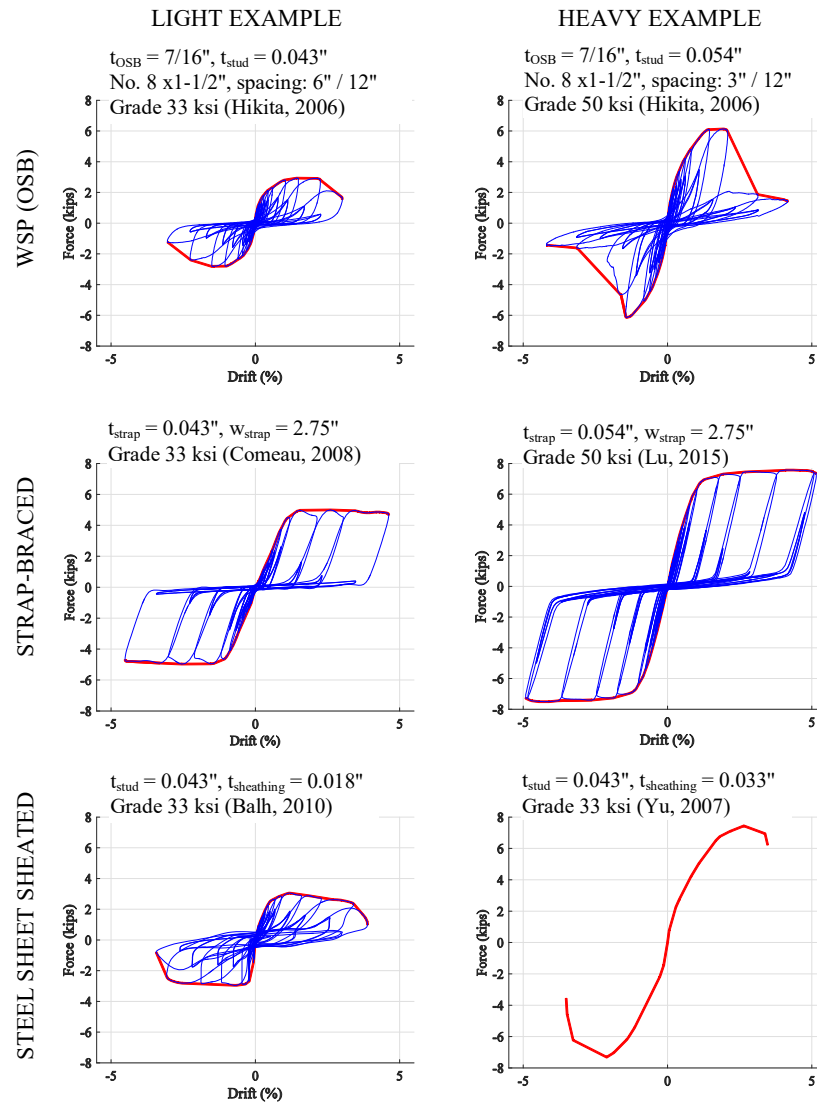 LIGHT EXAMPLE
HEAVY EXAMPLE
WSP (OSB)
tOSB = 7/16", tstud = 0.043"
No. 8 x1-1/2", spacing: 6" / 12"
Grade 33 ksi (Hikita, 2006)
8
6
4
2
0
-2
-4
-6
-8
Force (kips)
-5
0
5
Drift (%)
tOSB = 7/16", tstud = 0.054"
No. 8 x1-1/2", spacing: 3" / 12"
Grade 50 ksi (Hikita, 2006)
8
6
4
2
0
-2
-4
-6
-8
Force (kips)
-5
0
5
Drift (%)
STRAP-BRACED
tstrap = 0.043", wstrap = 2.75"
Grade 33 ksi (Comeau, 2008)
8
6
4
2
0
-2
-4
-6
-8
Force (kips)
-5
0
5
Drift (%)
tstrap = 0.054", wstrap = 2.75"
Grade 50 ksi (Lu, 2015)
8
6
4
2
0
-2
-4
-6
-8
Force (kips)
-5
0
5
Drift (%)
STEEL SHEET SHEATED
tstud = 0.043", tsheathing = 0.018"
Grade 33 ksi (Balh, 2010)
8
6
4
2
0
-2
-4
-6
-8
Force (kips)
-5
0
5
Drift (%)
tstud = 0.043", tsheathing = 0.033"
Grade 33 ksi (Yu, 2007)
8
6
4
2
0
-2
-4
-6
-8
Force (kips)
-5
0
5
Drift (%)